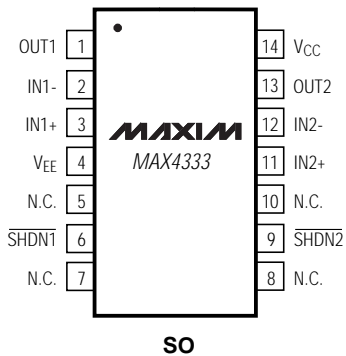 OUT1 1 14 VCC
IN1- 2 13 OUT2
IN1+ 3 12 IN2-
MAXIM
VEE 4 MAX4333 11 IN2+
N.C. 5 10 N.C.
SHDN1 6 9 SHDN2
N.C. 7 8 N.C.
SO